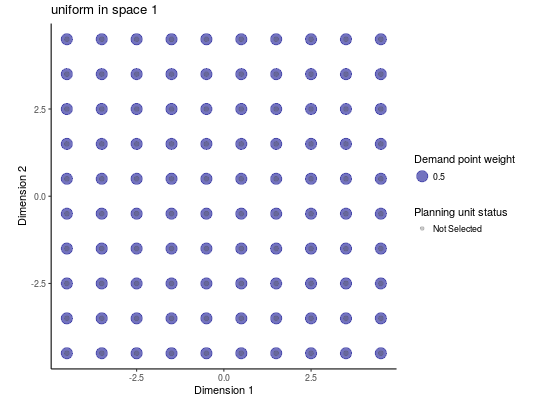 uniform in space 1
Dimension 2
2.5
0.0
-2.5
-2.5
0.0
2.5
Dimension 1
Demand point weight
0.5
Planning unit status
Not Selected